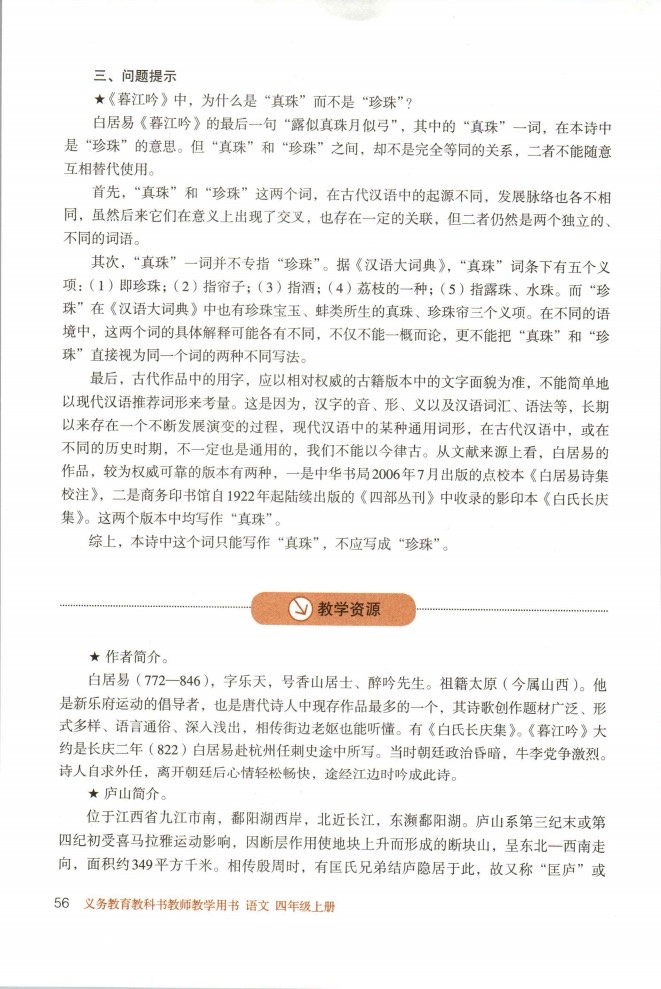 三、问题提示
★《暮江吟》中，为什么是“真珠”而不是“珍珠”？
白居易《暮江吟》的最后一句“露似真珠月似弓”，其中的“真珠”一词，在本诗中
是“珍珠”的意思。但“真珠”和“珍珠”之间，却不是完全等同的关系，二者不能随意
互相替代使用。
首先，“真珠”和“珍珠”这两个词，在古代汉语中的起源不同，发展脉络也各不相
同，虽然后来它们在意义上出现了交叉，也存在一定的关联，但二者仍然是两个独立的、
不同的词语。
其次，“真珠”一词并不专指“珍珠”。据《汉语大词典》，“真珠”词条下有五个义
项：（1）即珍珠；（2）指帘子；（3）指酒；（4）荔枝的一种；（5）指露珠、水珠。而“珍
珠”在《汉语大词典》中也有珍珠宝玉、蚌类所生的真珠、珍珠帘三个义项。在不同的语
境中，这两个词的具体解释可能各有不同，不仅不能一概而论，更不能把“真珠”和“珍
珠”直接视为同一个词的两种不同写法。
最后，古代作品中的用字，应以相对权威的古籍版本中的文字面貌为准，不能简单地
以现代汉语推荐词形来考量。这是因为，汉字的音、形、义以及汉语词汇、语法等，长期
以来存在一个不断发展演变的过程，现代汉语中的某种通用词形，在古代汉语中，或在
不同的历史时期，不一定也是通用的，我们不能以今律古。从文献来源上看，白居易的
作品，较为权威可靠的版本有两种，一是中华书局2006年7月出版的点校本《白居易诗集
校注》，二是商务印书馆自1922年起陆续出版的《四部丛刊》中收录的影印本《白氏长庆
集》。这两个版本中均写作“真珠”。
综上，本诗中这个词只能写作“真珠”，不应写成“珍珠”。
教学资源
★ 作者简介。
白居易（772—846），字乐天，号香山居士、醉吟先生。祖籍太原（今属山西）。他
是新乐府运动的倡导者，也是唐代诗人中现存作品最多的一个，其诗歌创作题材广泛、形
式多样、语言通俗、深入浅出，相传街边老妪也能听懂。有《白氏长庆集》。《暮江吟》大
约是长庆二年（822）白居易赴杭州任刺史途中所写。当时朝廷政治昏暗，牛李党争激烈。
诗人自求外任，离开朝廷后心情轻松畅快，途经江边时吟成此诗。
★ 庐山简介。
位于江西省九江市南，鄱阳湖西岸，北近长江，东濒鄱阳湖。庐山系第三纪末或第
四纪初受喜马拉雅运动影响，因断层作用使地块上升而形成的断块山，呈东北—西南走
向，面积约349平方千米。相传殷周时，有匡氏兄弟结庐隐居于此，故又称“匡庐”或
56 义务教育教科书教师教学用书 语文 四年级上册